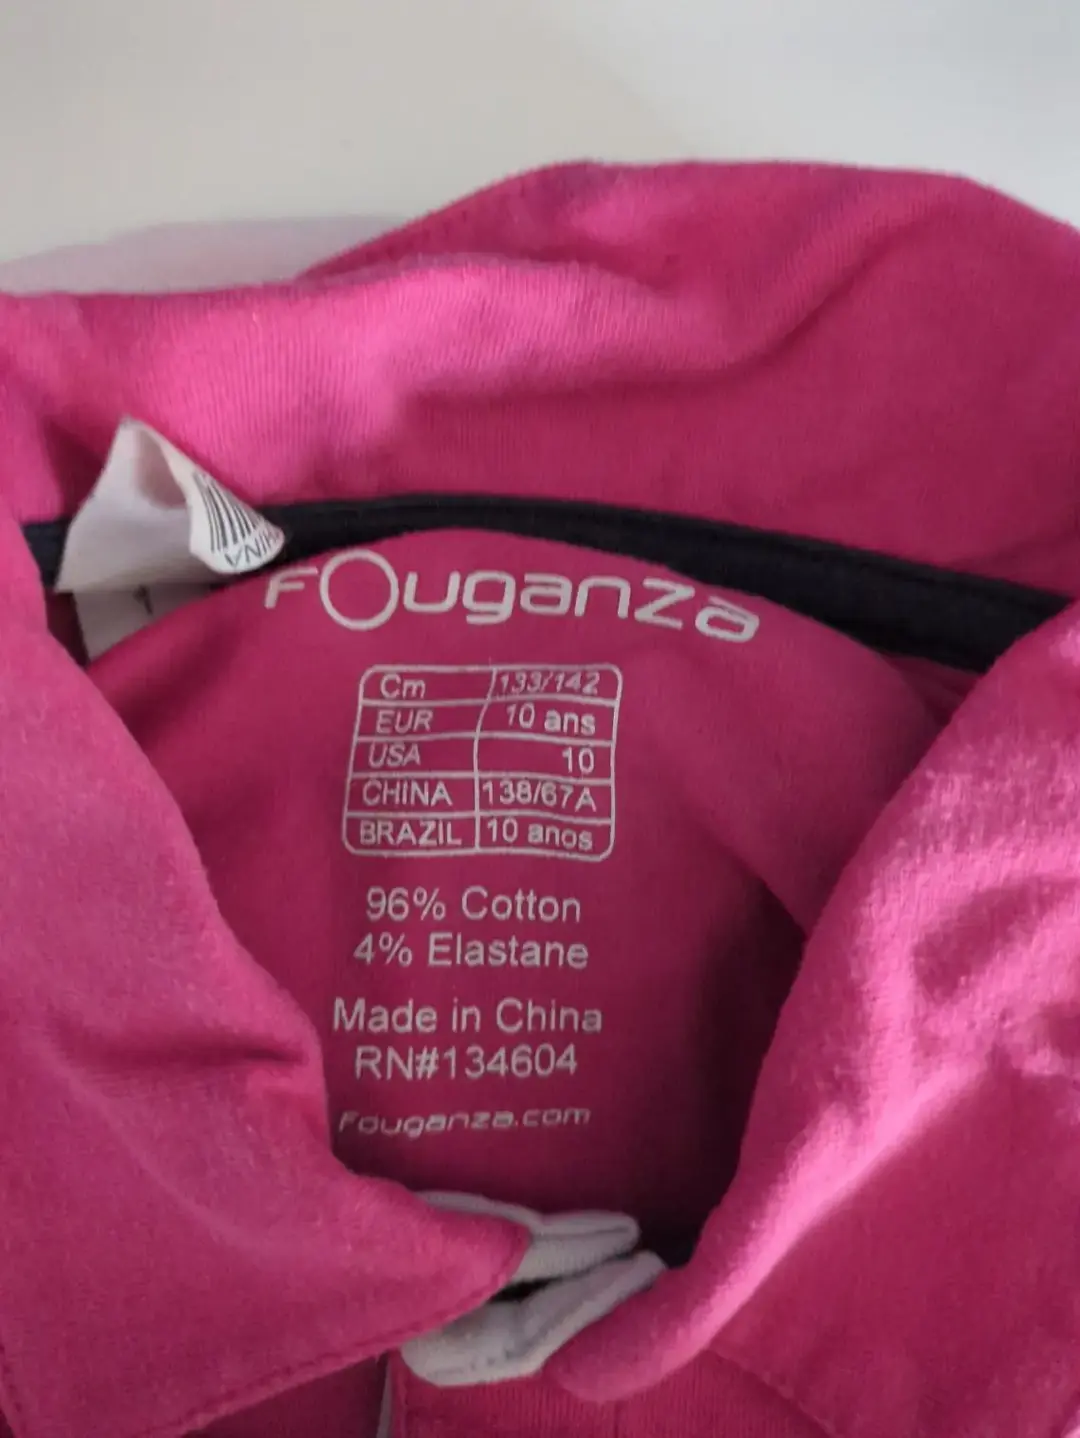 Fouganza
Cm 133/142
EUR 10 ans
USA 10
CHINA 138/67A
BRAZIL 10 anos
96% Cotton
4% Elastane
Made in China
RN#134604
Fouganza.com